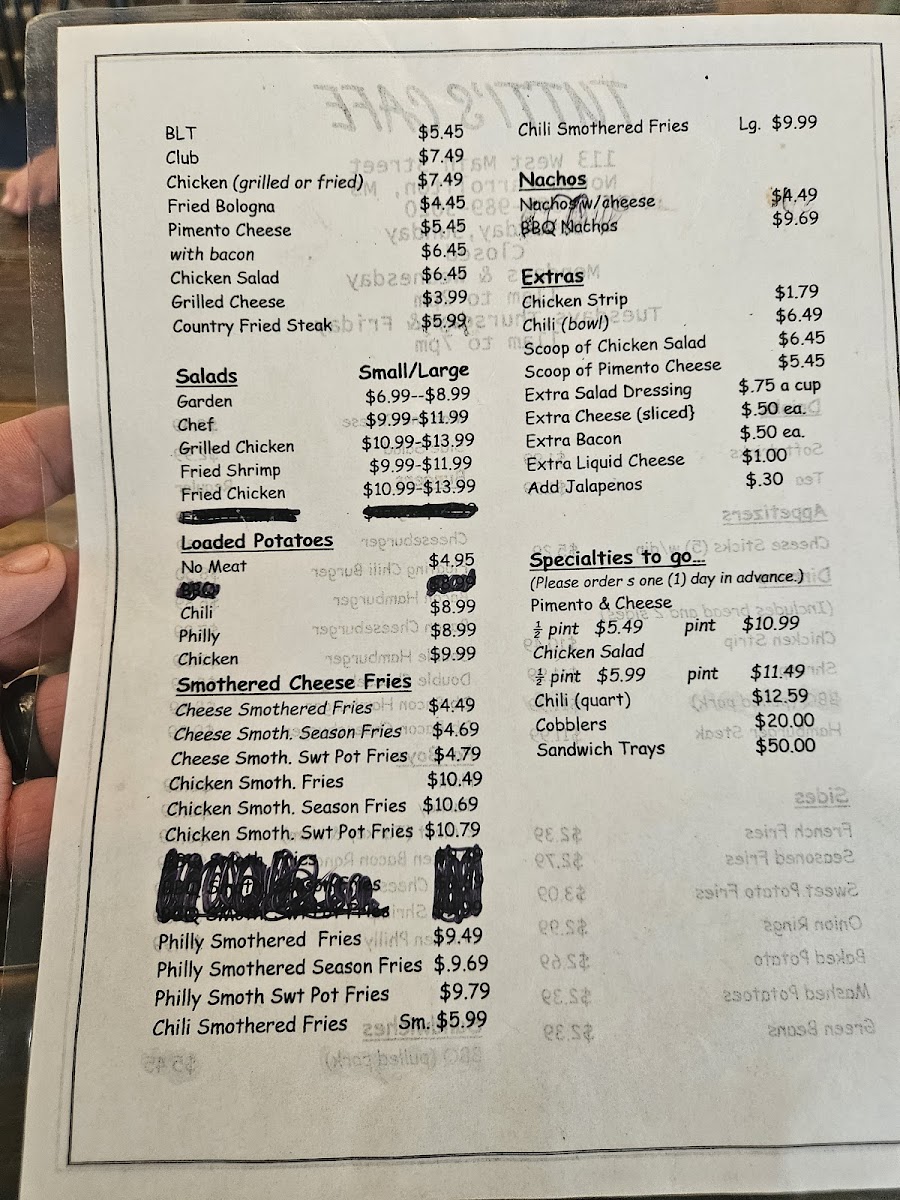 BLT $5.45
Club $7.49
Chicken (grilled or fried) $7.49
Fried Bologna $4.45
Pimento Cheese $5.45
with bacon $6.45
Chicken Salad $6.45
Grilled Cheese $3.99
Country Fried Steak $5.99
Salads Small/Large
Garden $6.99--$8.99
Chef $9.99-$11.99
Grilled Chicken $10.99-$13.99
Fried Shrimp $9.99-$11.99
Fried Chicken $10.99-$13.99
Loaded Potatoes
No Meat $4.95
BBQ
Chili $8.99
Philly $8.99
Chicken $9.99
Smothered Cheese Fries
Cheese Smothered Fries $4.49
Cheese Smoth. Season Fries $4.69
Cheese Smoth. Swt Pot Fries $4.79
Chicken Smoth. Fries $10.49
Chicken Smoth. Season Fries $10.69
Chicken Smoth. Swt Pot Fries $10.79
Philly Smothered Fries $9.49
Philly Smothered Season Fries $.9.69
Philly Smoth Swt Pot Fries $9.79
Chili Smothered Fries Sm. $5.99
Chili Smothered Fries Lg. $9.99
Nachos
Nachos w/cheese $4.49
BBQ Nachos $9.69
Extras
Chicken Strip $1.79
Chili (bowl) $6.49
Scoop of Chicken Salad $6.45
Scoop of Pimento Cheese $5.45
Extra Salad Dressing $.75 a cup
Extra Cheese (sliced} $.50 ea.
Extra Bacon $.50 ea.
Extra Liquid Cheese $1.00
Add Jalapenos $.30
Specialties to go...
(Please order s one (1) day in advance.)
Pimento & Cheese
½ pint $5.49 pint $10.99
Chicken Salad
½ pint $5.99 pint $11.49
Chili (quart) $12.59
Cobblers $20.00
Sandwich Trays $50.00